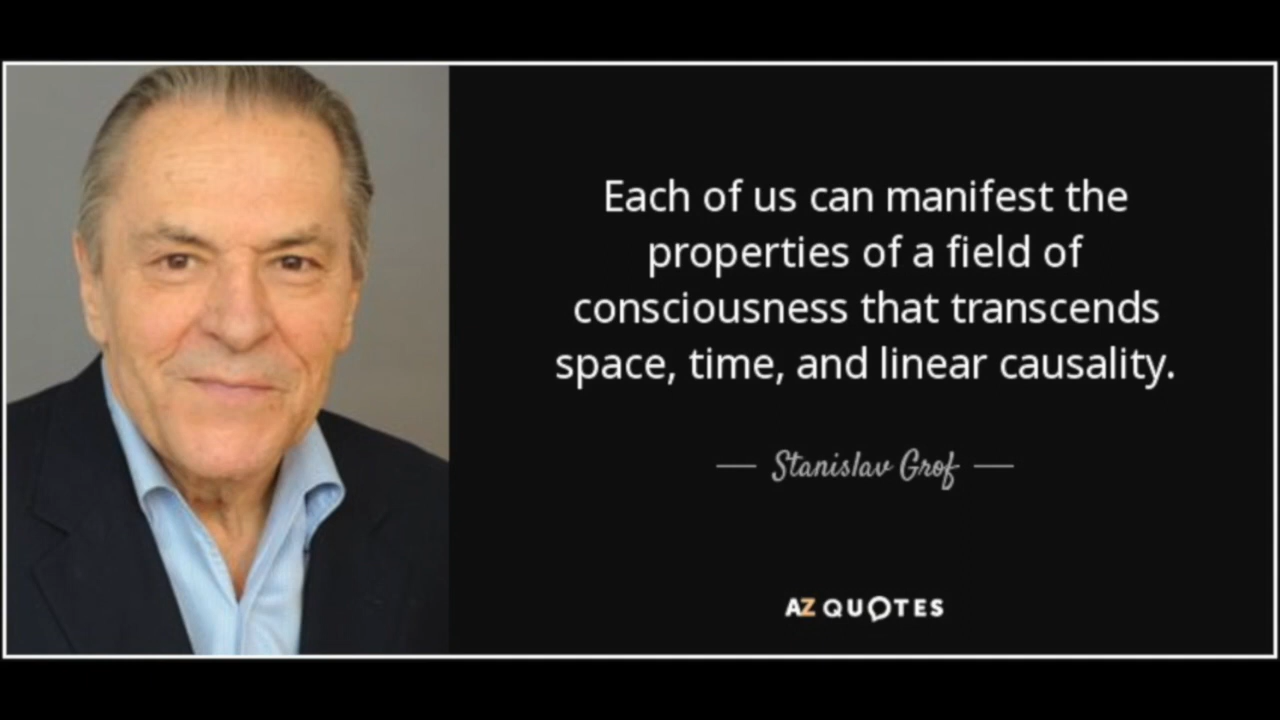 Each of us can manifest the
properties of a field of
consciousness that transcends
space, time, and linear causality.
— Stanislav Grof —
AZ QUOTES